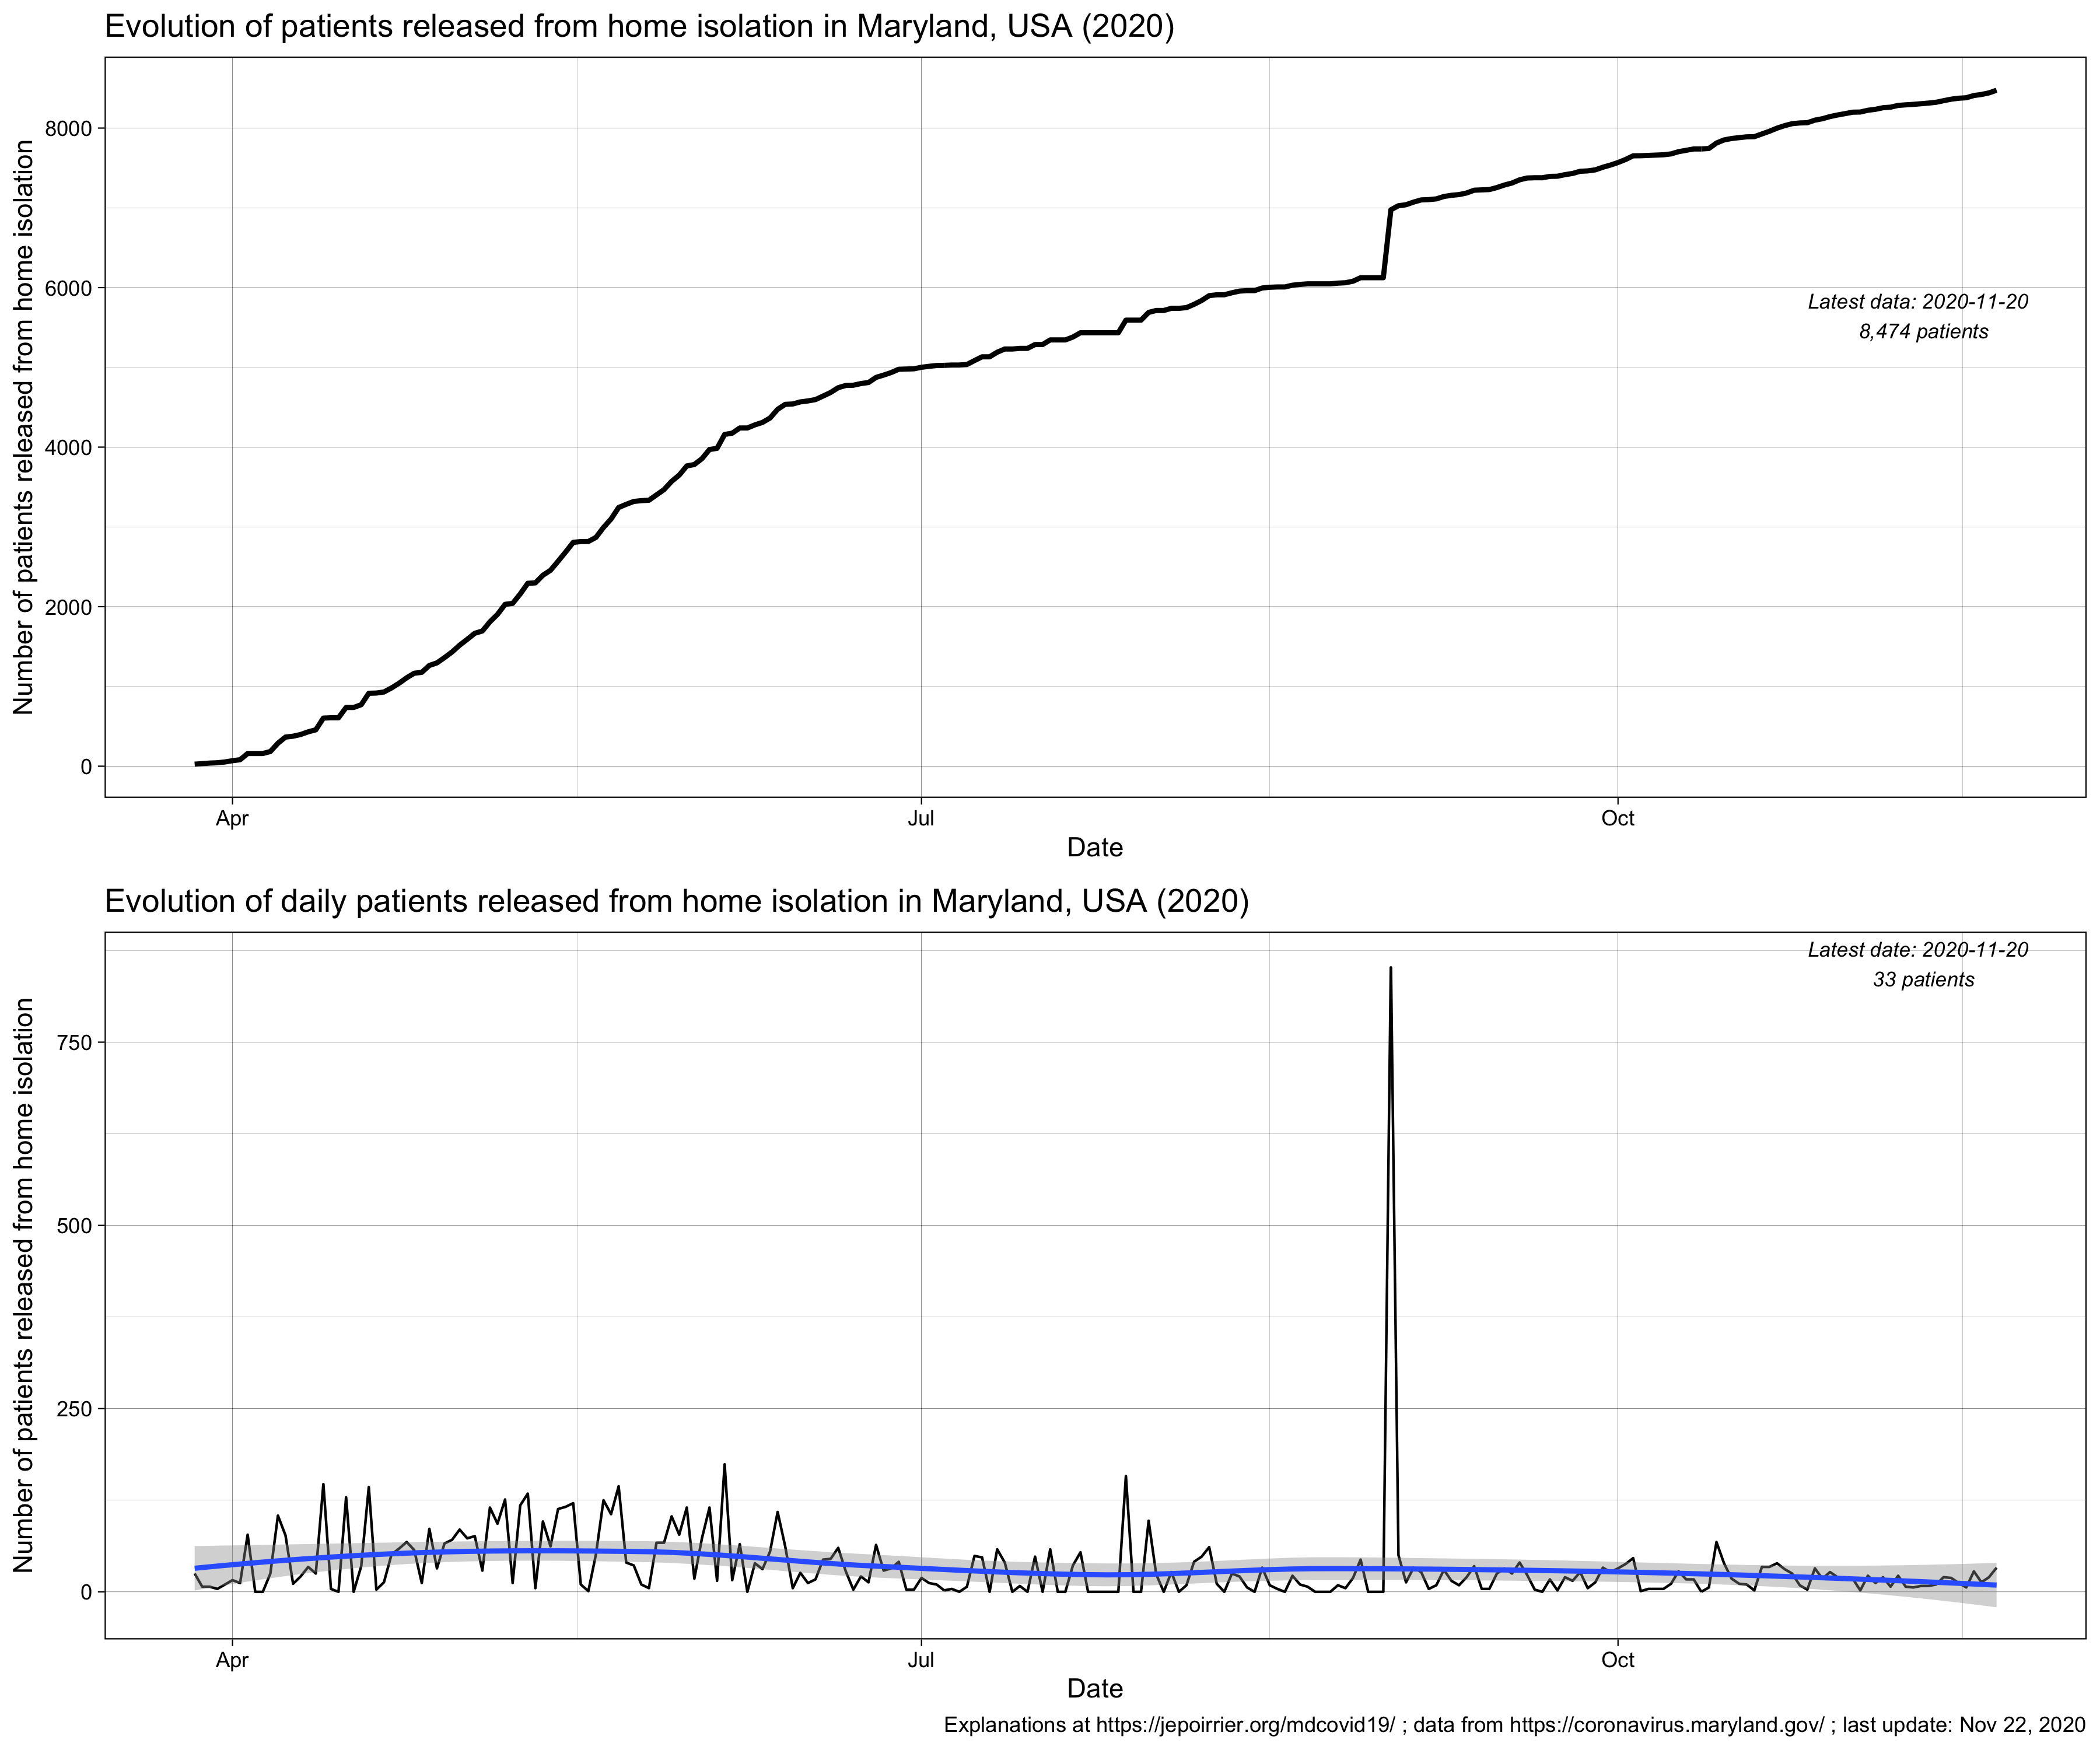 Evolution of patients released from home isolation in Maryland, USA (2020)
Number of patients released from home isolation
8000
6000
4000
2000
0
Latest data: 2020-11-20
8,474 patients
Apr
Jul
Oct
Date
Evolution of daily patients released from home isolation in Maryland, USA (2020)
Number of patients released from home isolation
750
500
250
0
Latest date: 2020-11-20
33 patients
Apr
Jul
Oct
Date
Explanations at https://jepoirrier.org/mdcovid19/ ; data from https://coronavirus.maryland.gov/ ; last update: Nov 22, 2020